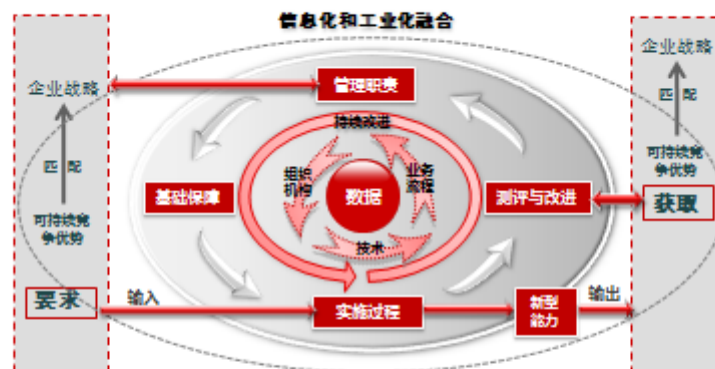 信息化和工业化融合
企业战略
匹 配
可持续竞
争优势
要求
输入
管理职责
持续改进
组织
机构
业务
流程
数据
技术
基础保障
测评与改进
实施过程
新型
能力
输出
企业战略
匹 配
可持续竞
争优势
获取